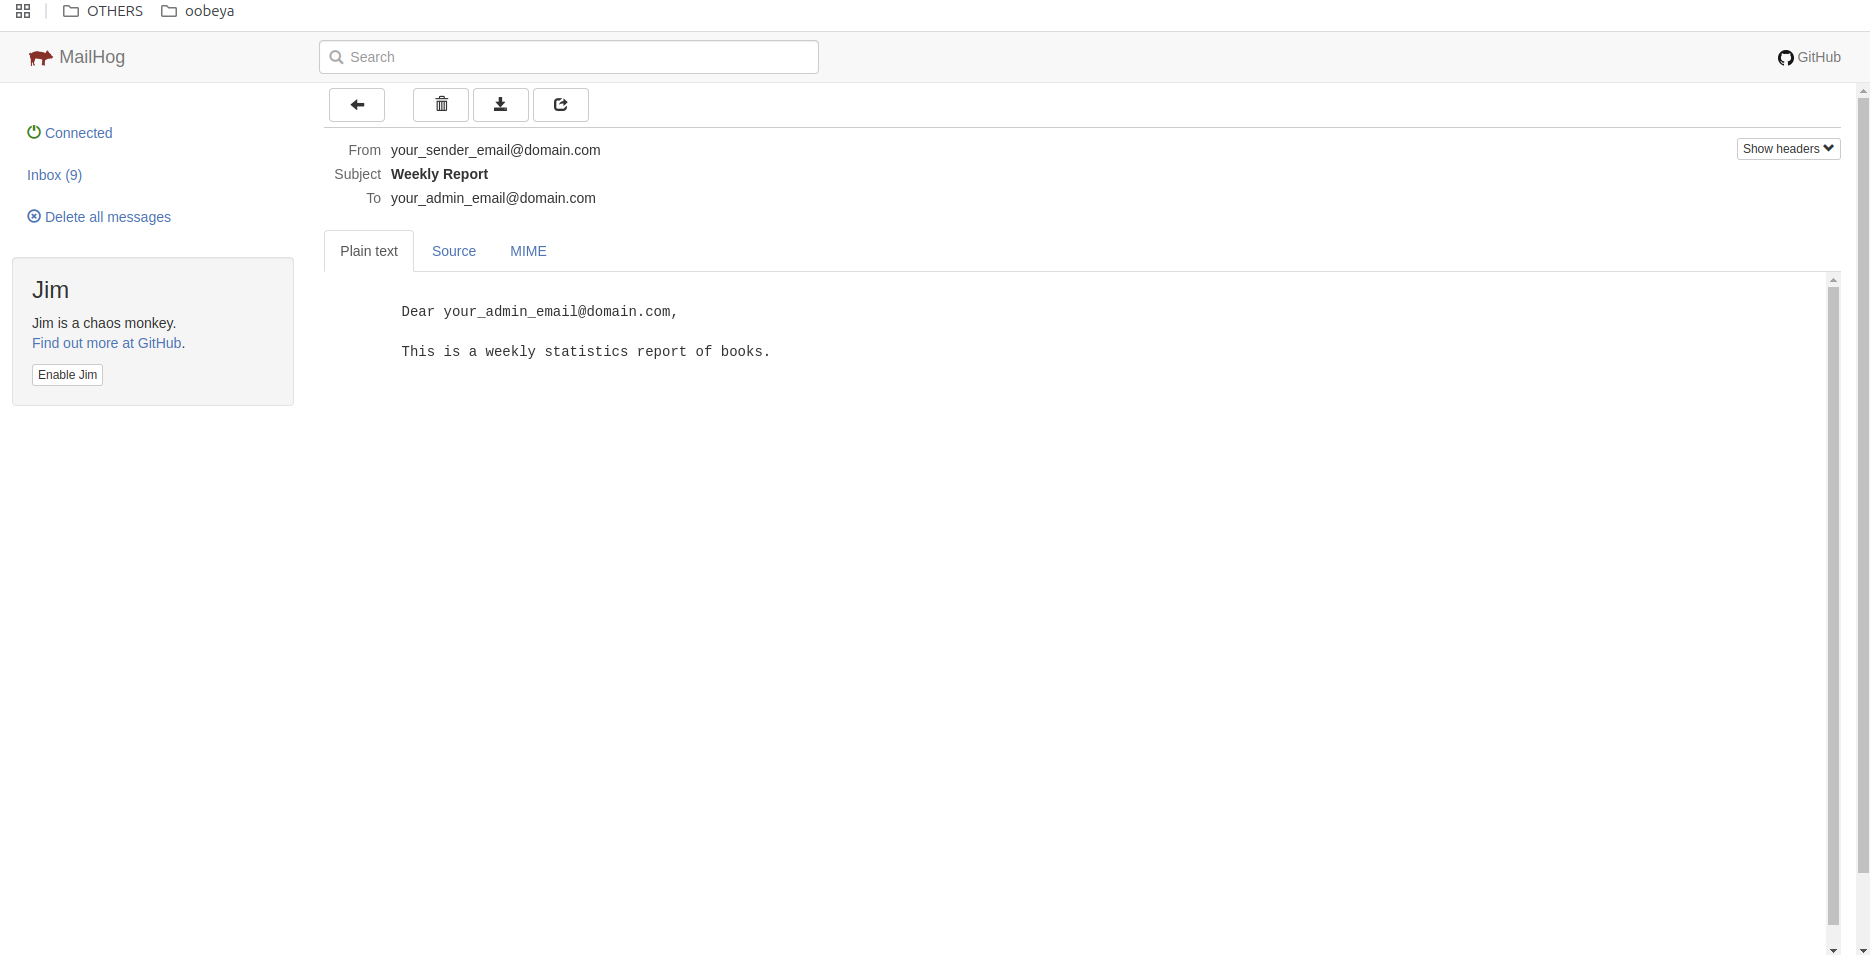 OTHERS oobeya
MailHog Search GitHub
Connected
Inbox (9)
Delete all messages
Jim
Jim is a chaos monkey.
Find out more at GitHub.
Enable Jim
From your_sender_email@domain.com Show headers
Subject Weekly Report
To your_admin_email@domain.com
Plain text Source MIME
Dear your_admin_email@domain.com,
This is a weekly statistics report of books.